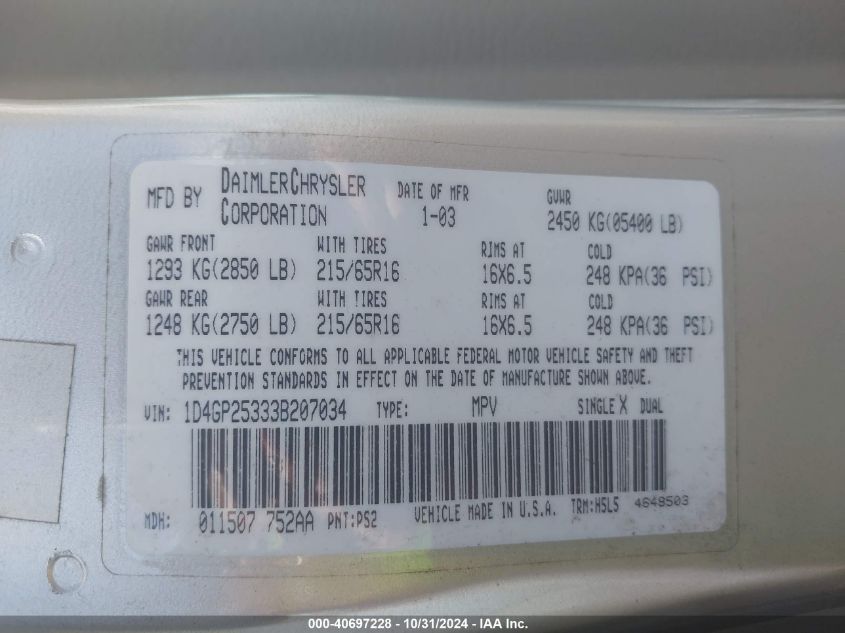 MFD BY DAIMLERCHRYSLER CORPORATION DATE OF MFR 1-03 GVWR 2450 KG(05400 LB)
GAWR FRONT WITH TIRES RIMS AT COLD
1293 KG(2850 LB) 215/65R16 16X6.5 248 KPA(36 PSI)
GAWR REAR WITH TIRES RIMS AT COLD
1248 KG(2750 LB) 215/65R16 16X6.5 248 KPA(36 PSI)
THIS VEHICLE CONFORMS TO ALL APPLICABLE FEDERAL MOTOR VEHICLE SAFETY AND THEFT
PREVENTION STANDARDS IN EFFECT ON THE DATE OF MANUFACTURE SHOWN ABOVE.
VIN: 1D4GP25333B207034 TYPE: MPV SINGLE X DUAL
MDH: 011507 752AA PNT:PS2 VEHICLE MADE IN U.S.A. TRM:H5L5 4648503
000-40697228 - 10/31/2024 - IAA Inc.